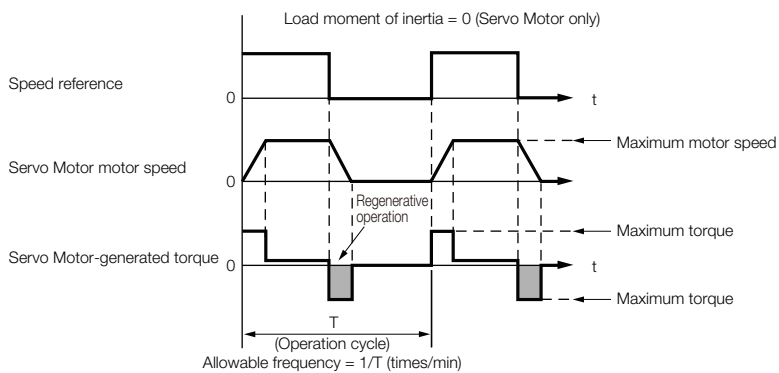 Load moment of inertia = 0 (Servo Motor only)
Speed reference
0
t
Maximum motor speed
Servo Motor motor speed
0
Regenerative
operation
Maximum torque
Servo Motor-generated torque
0
t
Maximum torque
T
(Operation cycle)
Allowable frequency = 1/T (times/min)